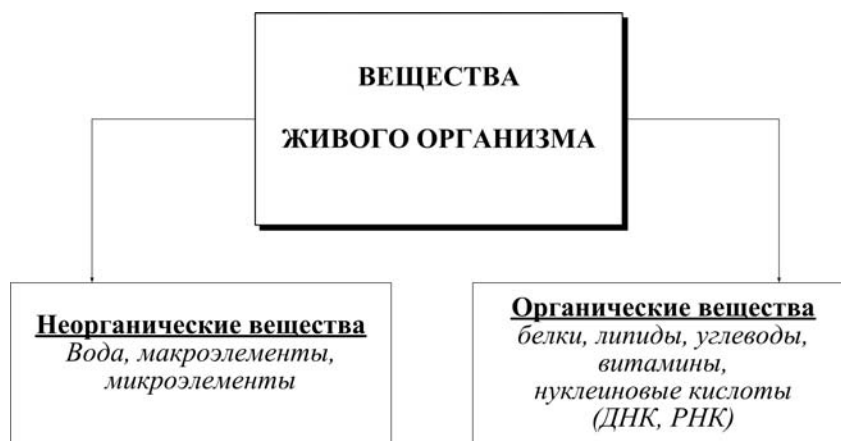 ВЕЩЕСТВА
ЖИВОГО ОРГАНИЗМА
Неорганические вещества
Вода, макроэлементы,
микроэлементы
Органические вещества
белки, липиды, углеводы,
витамины,
нуклеиновые кислоты
(ДНК, РНК)